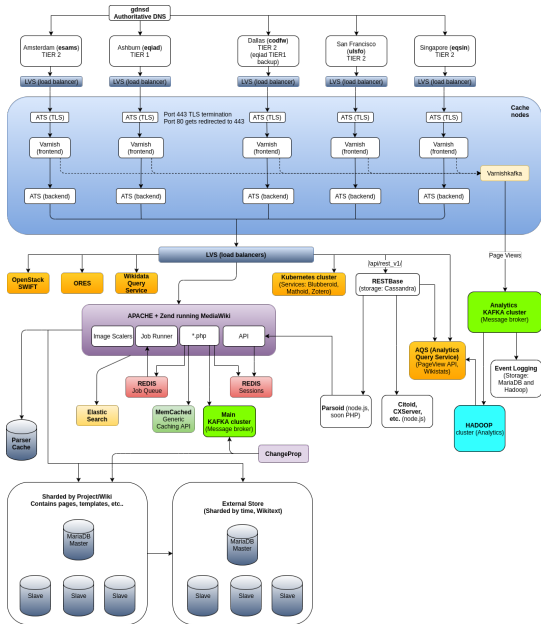 gdnsd
Authoritative DNS
Amsterdam (esams)
TIER 2
Ashburn (eqiad)
TIER 1
Dallas (codfw)
TIER 2
(eqiad TIER1
backup)
San Francisco
(ulsfo)
TIER 2
Singapore (eqsin)
TIER 2
LVS (load balancer)
LVS (load balancer)
LVS (load balancer)
LVS (load balancer)
LVS (load balancer)
Cache
nodes
ATS (TLS)
ATS (TLS)
Port 443 TLS termination
Port 80 gets redirected to 443
ATS (TLS)
ATS (TLS)
ATS (TLS)
Varnish
(frontend)
Varnish
(frontend)
Varnish
(frontend)
Varnish
(frontend)
Varnish
(frontend)
Varnishkafka
ATS (backend)
ATS (backend)
ATS (backend)
ATS (backend)
ATS (backend)
LVS (load balancers)
Page Views
/api/rest_v1/
OpenStack
SWIFT
ORES
Wikidata
Query
Service
Kubernetes cluster
(Services: Blubberoid,
Mathoid, Zotero)
RESTBase
(storage: Cassandra)
Analytics
KAFKA cluster
(Message broker)
APACHE + Zend running MediaWiki
Image Scalers
Job Runner
*.php
API
AQS (Analytics
Query Service)
(PageView API,
Wikistats)
Event Logging
(Storage:
MariaDB and
Hadoop)
REDIS
Job Queue
REDIS
Sessions
Elastic
Search
MemCached
Generic
Caching API
Main
KAFKA cluster
(Message broker)
Parsoid (node.js,
soon PHP)
Citoid,
CXServer,
etc. (node.js)
HADOOP
cluster (Analytics)
Parser
Cache
ChangeProp
Sharded by Project/Wiki
Contains pages, templates, etc..
MariaDB
Master
Slave
Slave
Slave
External Store
(Sharded by time, Wikitext)
MariaDB
Master
Slave
Slave
Slave